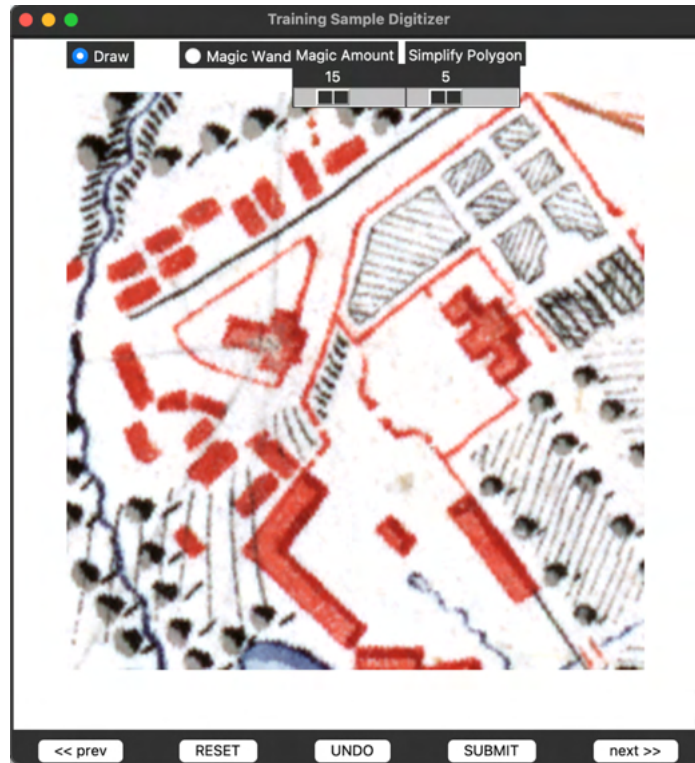 Training Sample Digitizer
Draw Magic Wand Magic Amount Simplify Polygon
15 5
<< prev RESET UNDO SUBMIT next >>